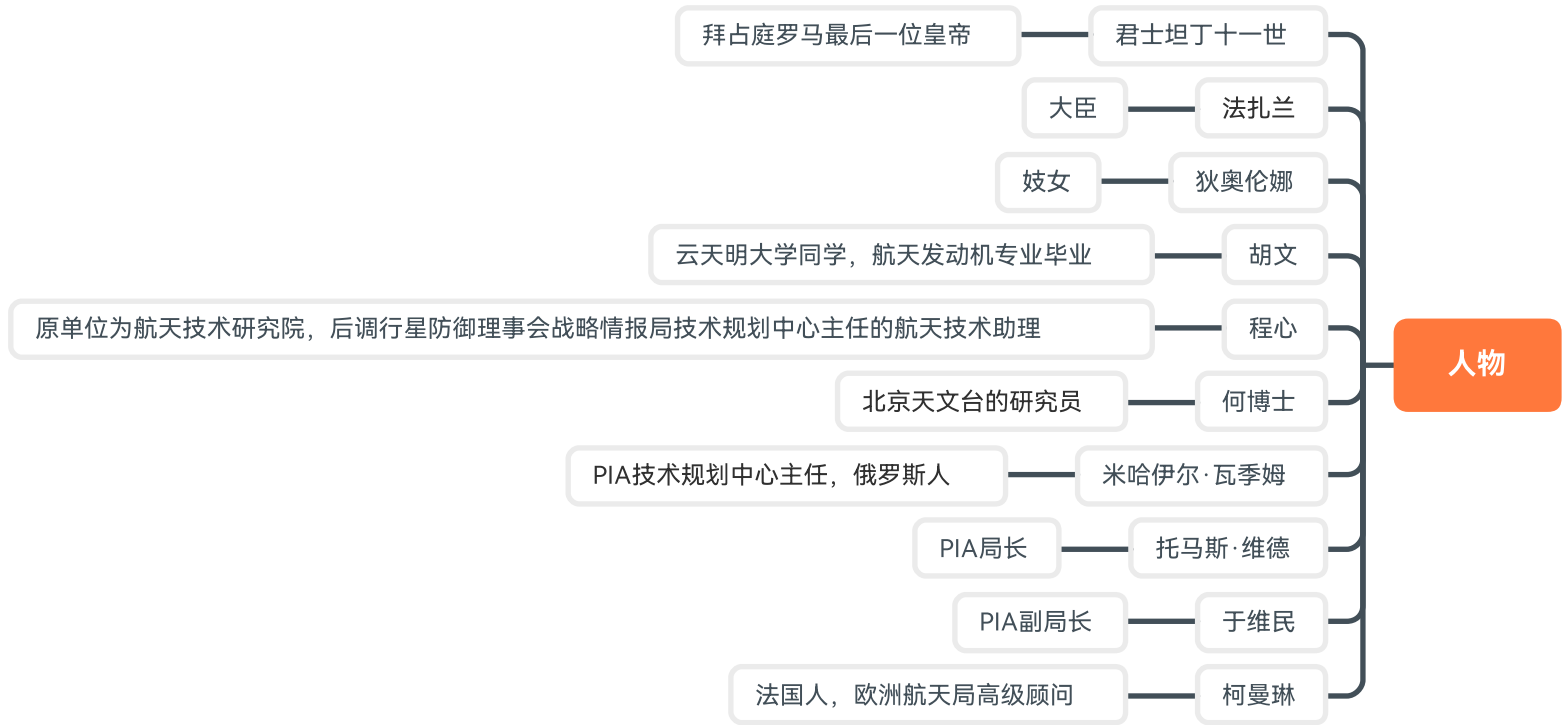 拜占庭罗马最后一位皇帝
君士坦丁十一世
大臣
法扎兰
妓女
狄奥伦娜
云天明大学同学，航天发动机专业毕业
胡文
原单位为航天技术研究院，后调行星防御理事会战略情报局技术规划中心主任的航天技术助理
程心
人物
北京天文台的研究员
何博士
PIA技术规划中心主任，俄罗斯人
米哈伊尔·瓦季姆
PIA局长
托马斯·维德
PIA副局长
于维民
法国人，欧洲航天局高级顾问
柯曼琳